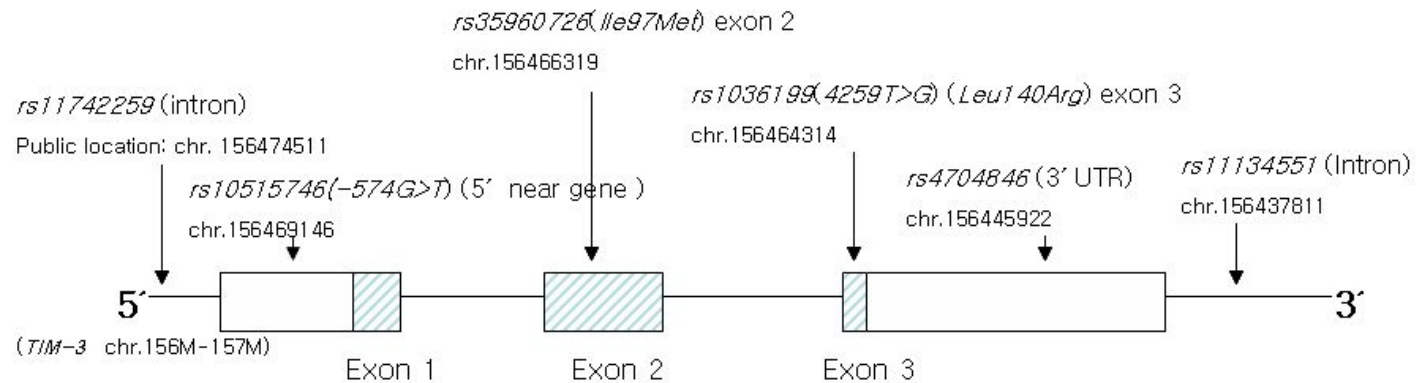 rs35960726(Ile97Met) exon 2
chr.156466319
rs11742259 (intron)
Public location: chr. 156474511
rs1036199(4259T>G) (Leu140Arg) exon 3
chr.156464314
rs10515746(-574G>T) (5´ near gene )
chr.156469146
rs4704846 (3´ UTR)
chr.156445922
rs11134551 (Intron)
chr.156437811
5´
3´
(TIM-3 chr.156M-157M)
Exon 1
Exon 2
Exon 3